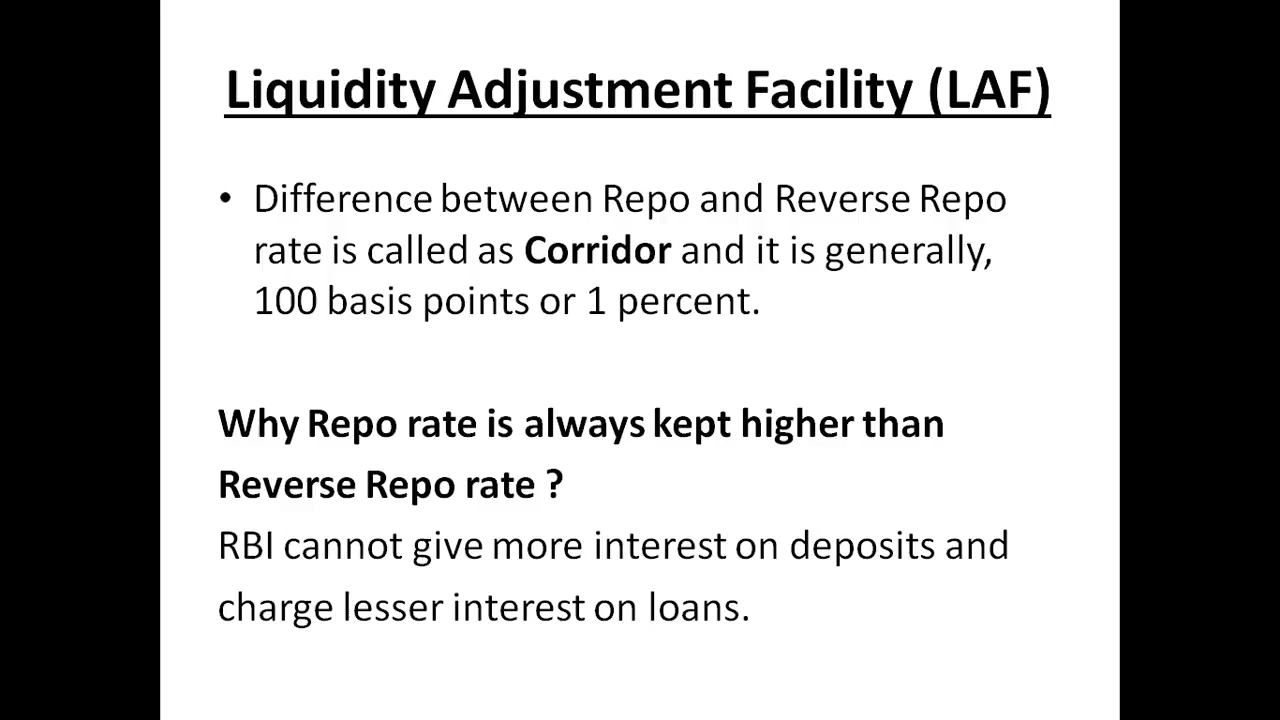 Liquidity Adjustment Facility (LAF)
• Difference between Repo and Reverse Repo
rate is called as Corridor and it is generally,
100 basis points or 1 percent.
Why Repo rate is always kept higher than
Reverse Repo rate ?
RBI cannot give more interest on deposits and
charge lesser interest on loans.